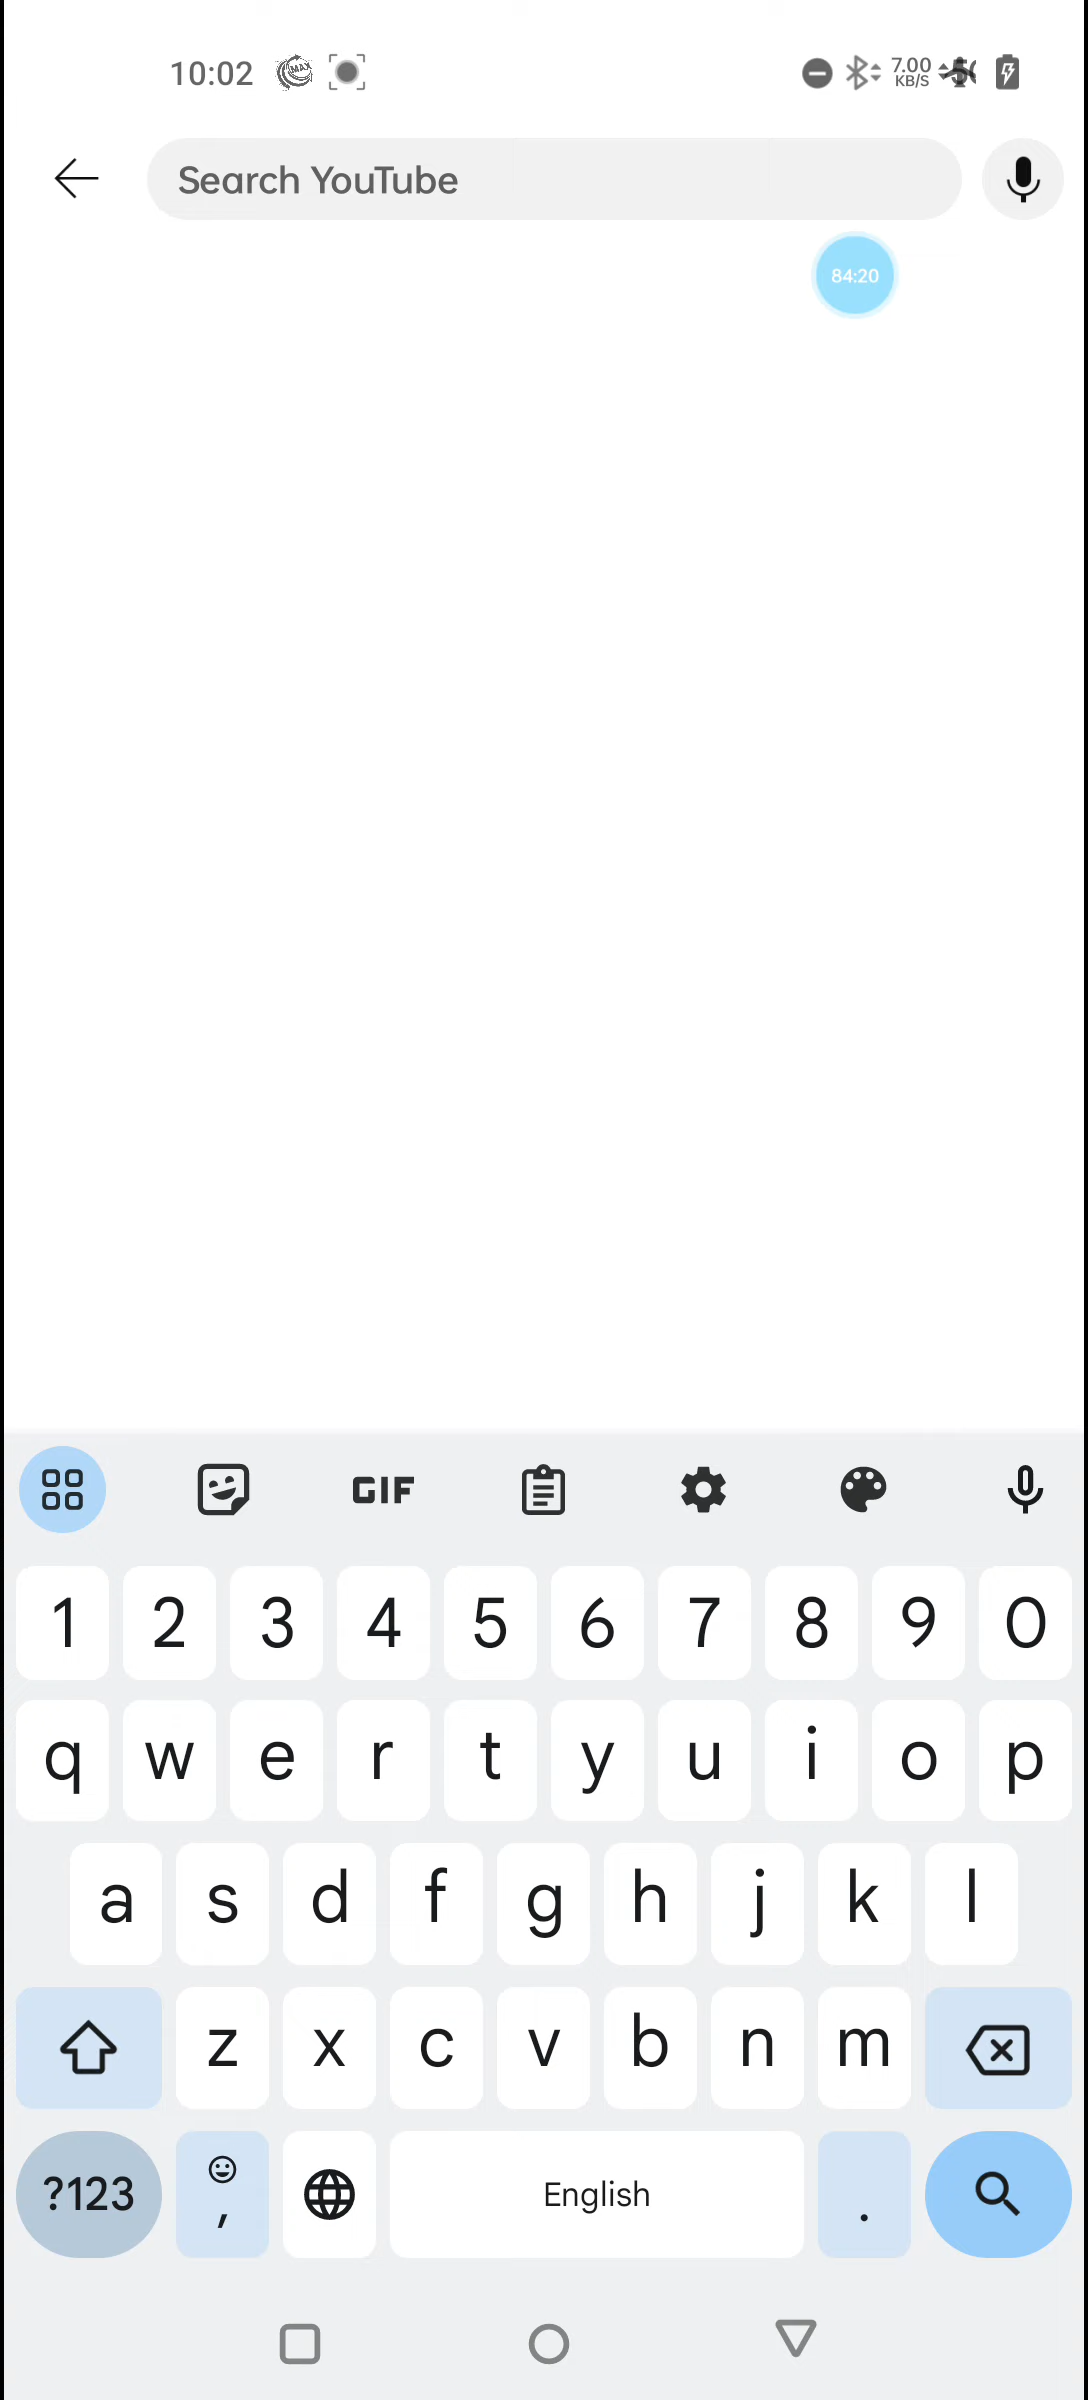 10:02 MAX 7.00 KB/S
Search YouTube
84:20
GIF
1 2 3 4 5 6 7 8 9 0
q w e r t y u i o p
a s d f g h j k l
z x c v b n m
?123 , English .